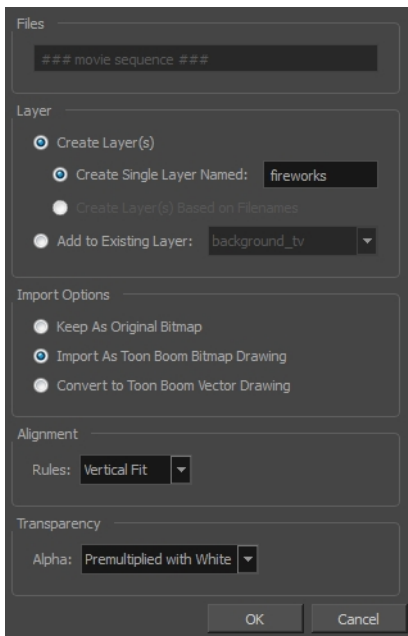 Files
### movie sequence ###
Layer
Create Layer(s)
Create Single Layer Named: fireworks
Create Layer(s) Based on Filenames
Add to Existing Layer: background_tv
Import Options
Keep As Original Bitmap
Import As Toon Boom Bitmap Drawing
Convert to Toon Boom Vector Drawing
Alignment
Rules: Vertical Fit
Transparency
Alpha: Premultiplied with White
OK Cancel